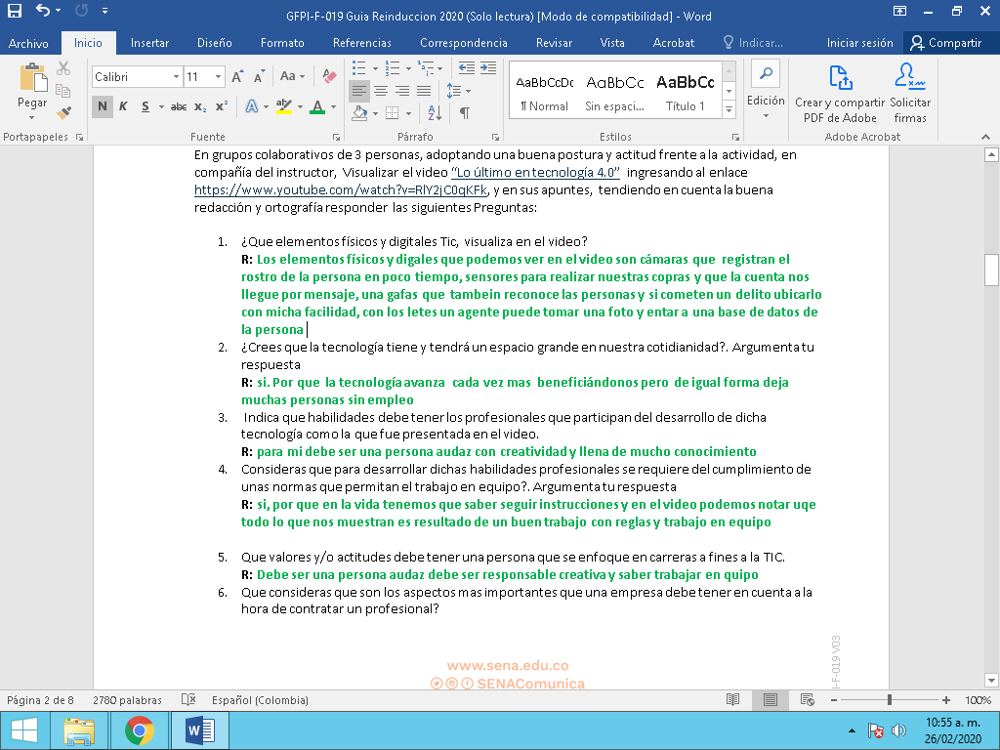 GFPI-F-019 Guia Reinduccion 2020 (Solo lectura) [Modo de compatibilidad] - Word
Archivo Inicio Insertar Diseño Formato Referencias Correspondencia Revisar Vista Acrobat Indicar... Iniciar sesión Compartir
Pegar
Calibri 11
N K S abc x₂ x²
AaBbCcDc AaBbCc AaBbCc
¶ Normal Sin espaci... Título 1
Edición
Crear y compartir PDF de Adobe
Solicitar firmas
Portapapeles Fuente Párrafo Estilos Adobe Acrobat
En grupos colaborativos de 3 personas, adoptando una buena postura y actitud frente a la actividad, en
compañía del instructor, Visualizar el video “Lo último en tecnología 4.0” ingresando al enlace
https://www.youtube.com/watch?v=RlY2jC0qKFk, y en sus apuntes, tendiendo en cuenta la buena
redacción y ortografía responder las siguientes Preguntas:
1. ¿Que elementos físicos y digitales Tic, visualiza en el video?
R: Los elementos físicos y digales que podemos ver en el video son cámaras que registran el
rostro de la persona en poco tiempo, sensores para realizar nuestras copras y que la cuenta nos
llegue por mensaje, una gafas que tambein reconoce las personas y si cometen un delito ubicarlo
con micha facilidad, con los letes un agente puede tomar una foto y entar a una base de datos de
la persona
2. ¿Crees que la tecnología tiene y tendrá un espacio grande en nuestra cotidianidad?. Argumenta tu
respuesta
R: si. Por que la tecnología avanza cada vez mas beneficiándonos pero de igual forma deja
muchas personas sin empleo
3. Indica que habilidades debe tener los profesionales que participan del desarrollo de dicha
tecnología como la que fue presentada en el video.
R: para mi debe ser una persona audaz con creatividad y llena de mucho conocimiento
4. Consideras que para desarrollar dichas habilidades profesionales se requiere del cumplimiento de
unas normas que permitan el trabajo en equipo?. Argumenta tu respuesta
R: si, por que en la vida tenemos que saber seguir instrucciones y en el video podemos notar uqe
todo lo que nos muestran es resultado de un buen trabajo con reglas y trabajo en equipo
5. Que valores y/o actitudes debe tener una persona que se enfoque en carreras a fines a la TIC.
R: Debe ser una persona audaz debe ser responsable creativa y saber trabajar en quipo
6. Que consideras que son los aspectos mas importantes que una empresa debe tener en cuenta a la
hora de contratar un profesional?
I-F-019 V03
www.sena.edu.co
SENAComunica
Página 2 de 8 2780 palabras Español (Colombia) 100%
10:55 a. m.
26/02/2020